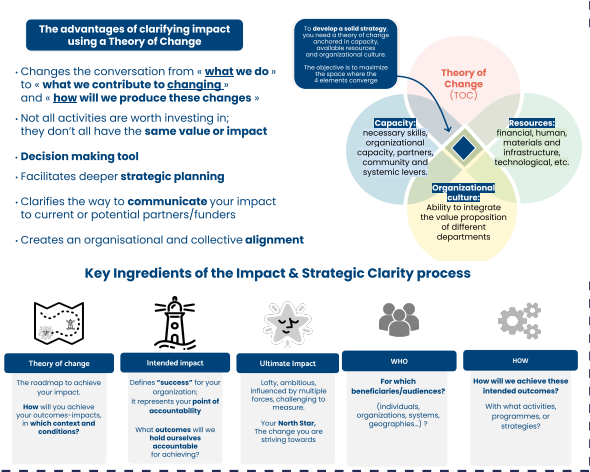 The advantages of clarifying impact
using a Theory of Change
• Changes the conversation from « what we do »
to « what we contribute to changing »
and « how will we produce these changes »
• Not all activities are worth investing in;
they don't all have the same value or impact
• Decision making tool
• Facilitates deeper strategic planning
• Clarifies the way to communicate your impact
to current or potential partners/funders
• Creates an organisational and collective alignment
To develop a solid strategy,
you need a theory of change
anchored in capacity,
available resources
and organizational culture.
The objective is to maximize
the space where the
4 elements converge
Theory of
Change
(TOC)
Capacity:
necessary skills,
organizational
capacity, partners,
community and
systemic levers.
Resources:
financial, human,
materials and
infrastructure,
technological, etc.
Organizational
culture:
Ability to integrate
the value proposition
of different
departments
Key Ingredients of the Impact & Strategic Clarity process
Theory of change
The roadmap to achieve
your impact.
How will you achieve
your outcomes-impacts,
in which context and
conditions?
Intended impact
Defines "success" for your
organization;
it represents your point of
accountability
What outcomes will we
hold ourselves
accountable
for achieving?
Ultimate Impact
Lofty, ambitious,
influenced by multiple
forces, challenging to
measure.
Your North Star,
The change you are
striving towards
WHO
For which
beneficiaries/audiences?
(individuals,
organizations, systems,
geographies...) ?
HOW
How will we achieve these
intended outcomes?
With what activities,
programmes, or
strategies?